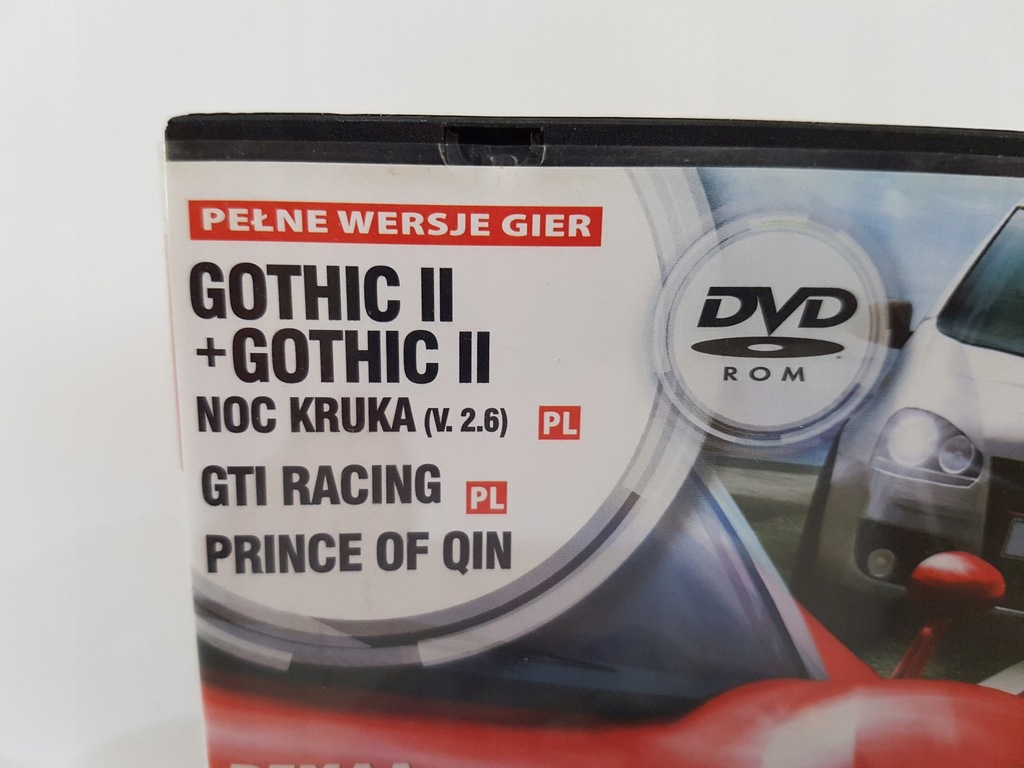 PEŁNE WERSJE GIER
GOTHIC II
+GOTHIC II
NOC KRUKA (V. 2.6) PL
GTI RACING PL
PRINCE OF QIN
DVD
ROM